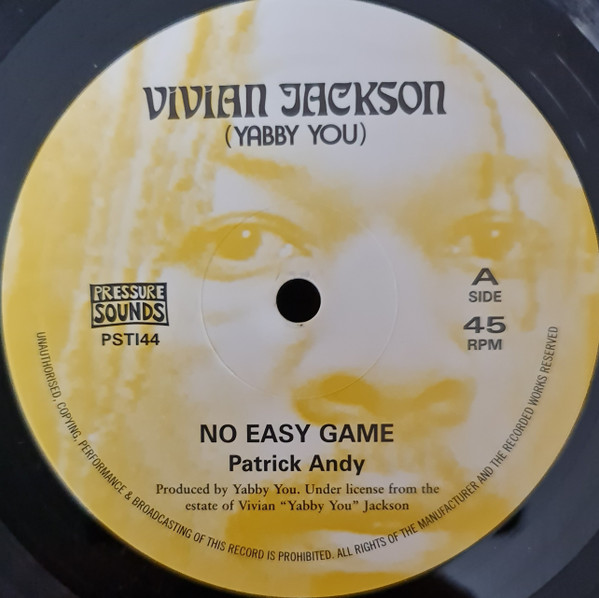 VIVIAN JACKSON
(YABBY YOU)
PRESSURE
SOUNDS
PSTI44
A
SIDE
45
RPM
NO EASY GAME
Patrick Andy
Produced by Yabby You. Under license from the
estate of Vivian “Yabby You” Jackson
UNAUTHORISED, COPYING, PERFORMANCE & BROADCASTING OF THIS RECORD IS PROHIBITED. ALL RIGHTS OF THE MANUFACTURER AND THE RECORDED WORKS RESERVED